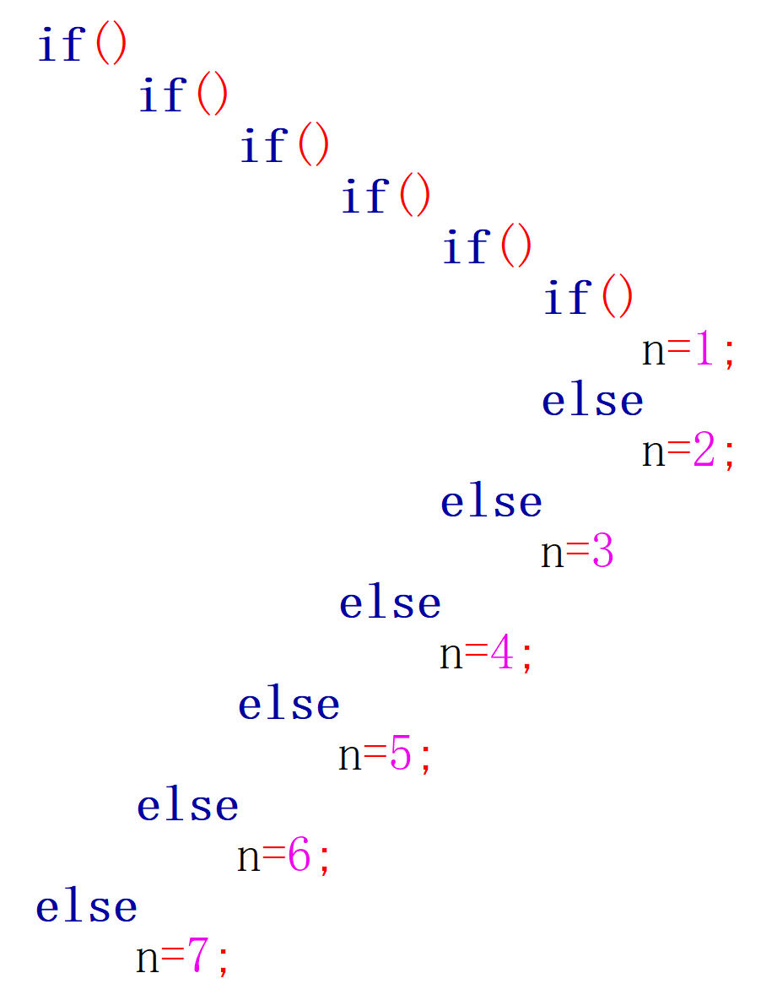 if()
if()
if()
if()
if()
if()
n=1;
else
n=2;
else
n=3
else
n=4;
else
n=5;
else
n=6;
else
n=7;